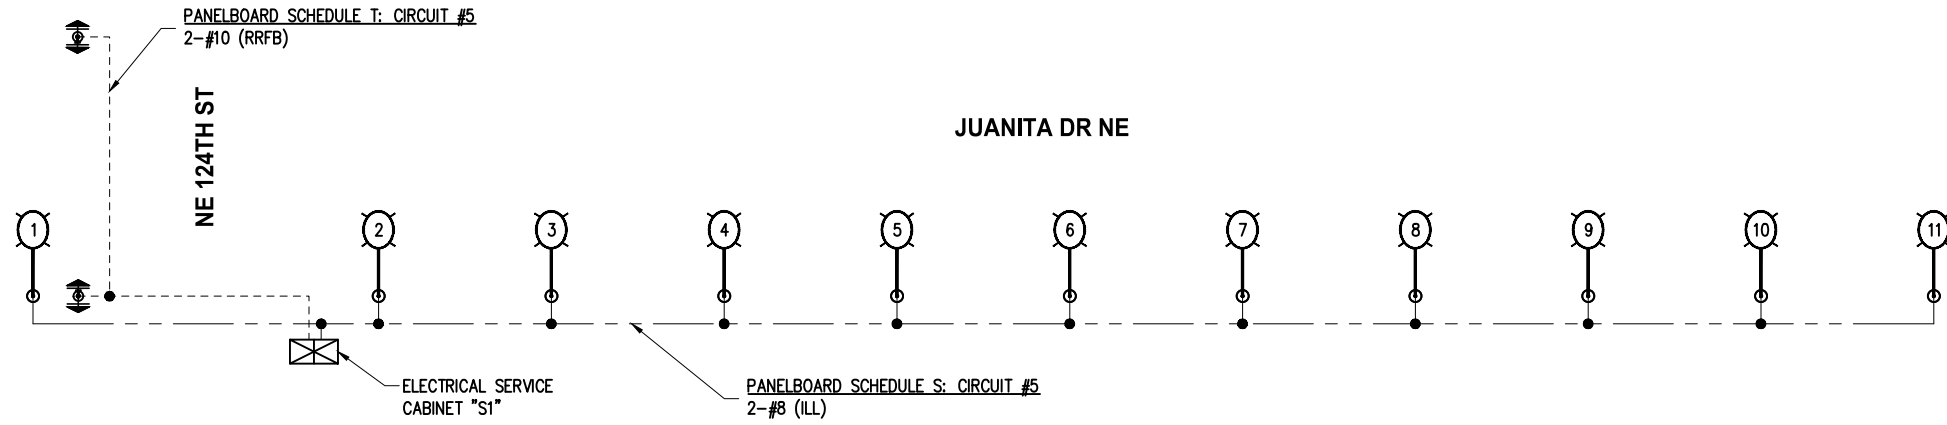 PANELBOARD SCHEDULE T: CIRCUIT #5
2-#10 (RRFB)
NE 124TH ST
JUANITA DR NE
1
2
3
4
5
6
7
8
9
10
11
ELECTRICAL SERVICE
CABINET "S1"
PANELBOARD SCHEDULE S: CIRCUIT #5
2-#8 (ILL)